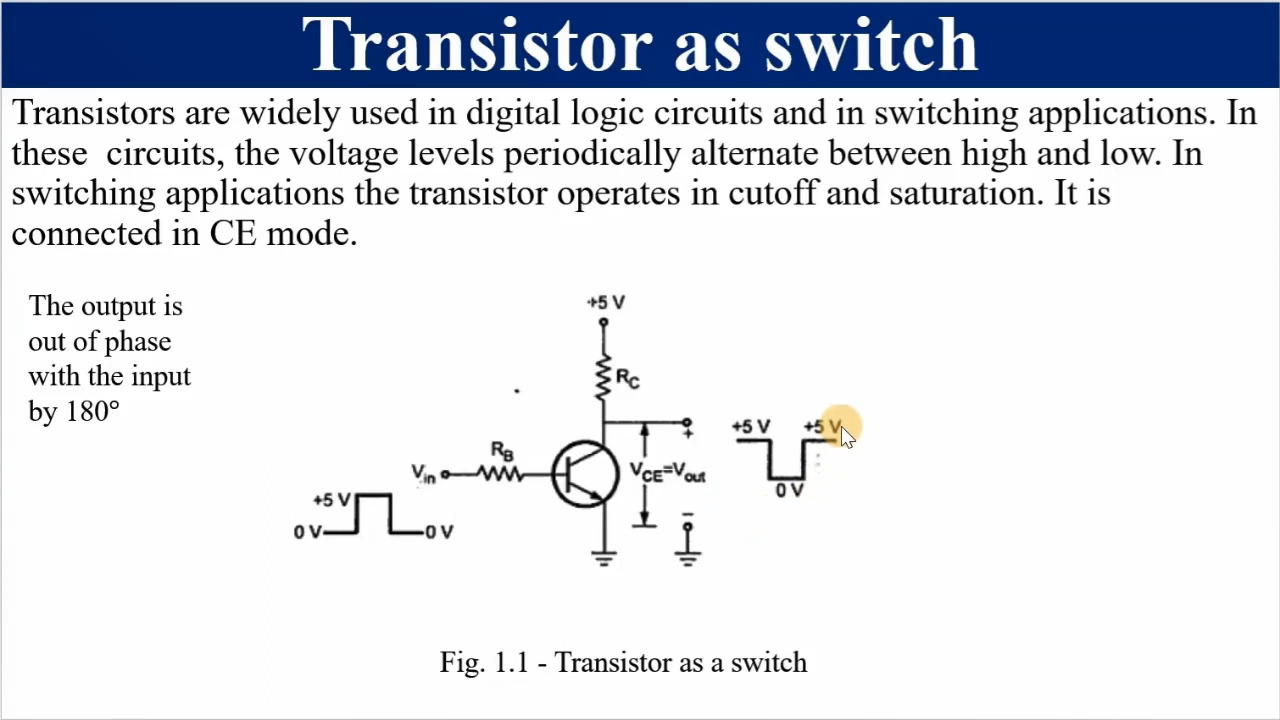 Transistor as switch
Transistors are widely used in digital logic circuits and in switching applications. In
these circuits, the voltage levels periodically alternate between high and low. In
switching applications the transistor operates in cutoff and saturation. It is
connected in CE mode.
The output is
out of phase
with the input
by 180°
+5 V
RC
+5 V +5 V
RB
Vin
VCE=Vout
+
−
0 V
+5 V
0 V 0 V
Fig. 1.1 - Transistor as a switch